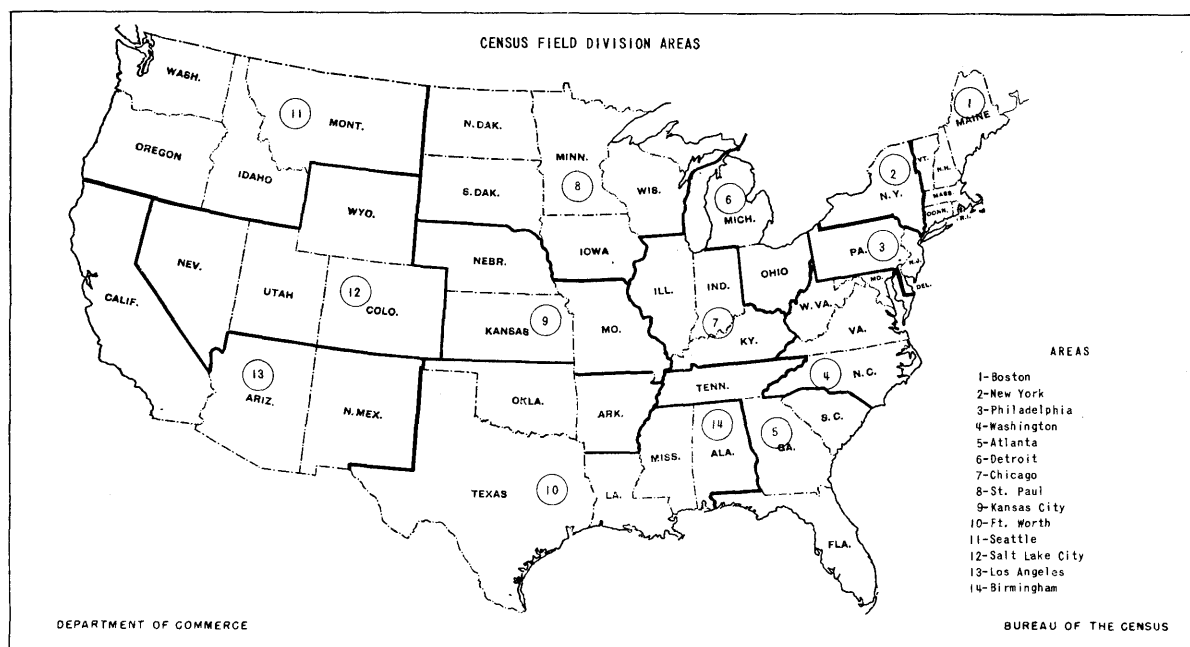 CENSUS FIELD DIVISION AREAS
WASH.
MONT.
11
N. DAK.
MINN.
1
MAINE
OREGON
IDAHO
S. DAK.
8
WIS.
6
MICH.
2
N.Y.
VT.
N.H.
MASS.
CONN.
R.I.
WYO.
NEBR.
IOWA
PA.
3
N.J.
NEV.
UTAH
12
COLO.
ILL.
IND.
OHIO
MD.
DEL.
CALIF.
KANSAS
9
MO.
7
KY.
W. VA.
VA.
13
ARIZ.
N. MEX.
OKLA.
ARK.
TENN.
4
N. C.
S. C.
14
ALA.
5
GA.
MISS.
TEXAS
10
LA.
FLA.
AREAS
1-Boston
2-New York
3-Philadelphia
4-Washington
5-Atlanta
6-Detroit
7-Chicago
8-St. Paul
9-Kansas City
10-Ft. Worth
11-Seattle
12-Salt Lake City
13-Los Angeles
14-Birmingham
DEPARTMENT OF COMMERCE
BUREAU OF THE CENSUS